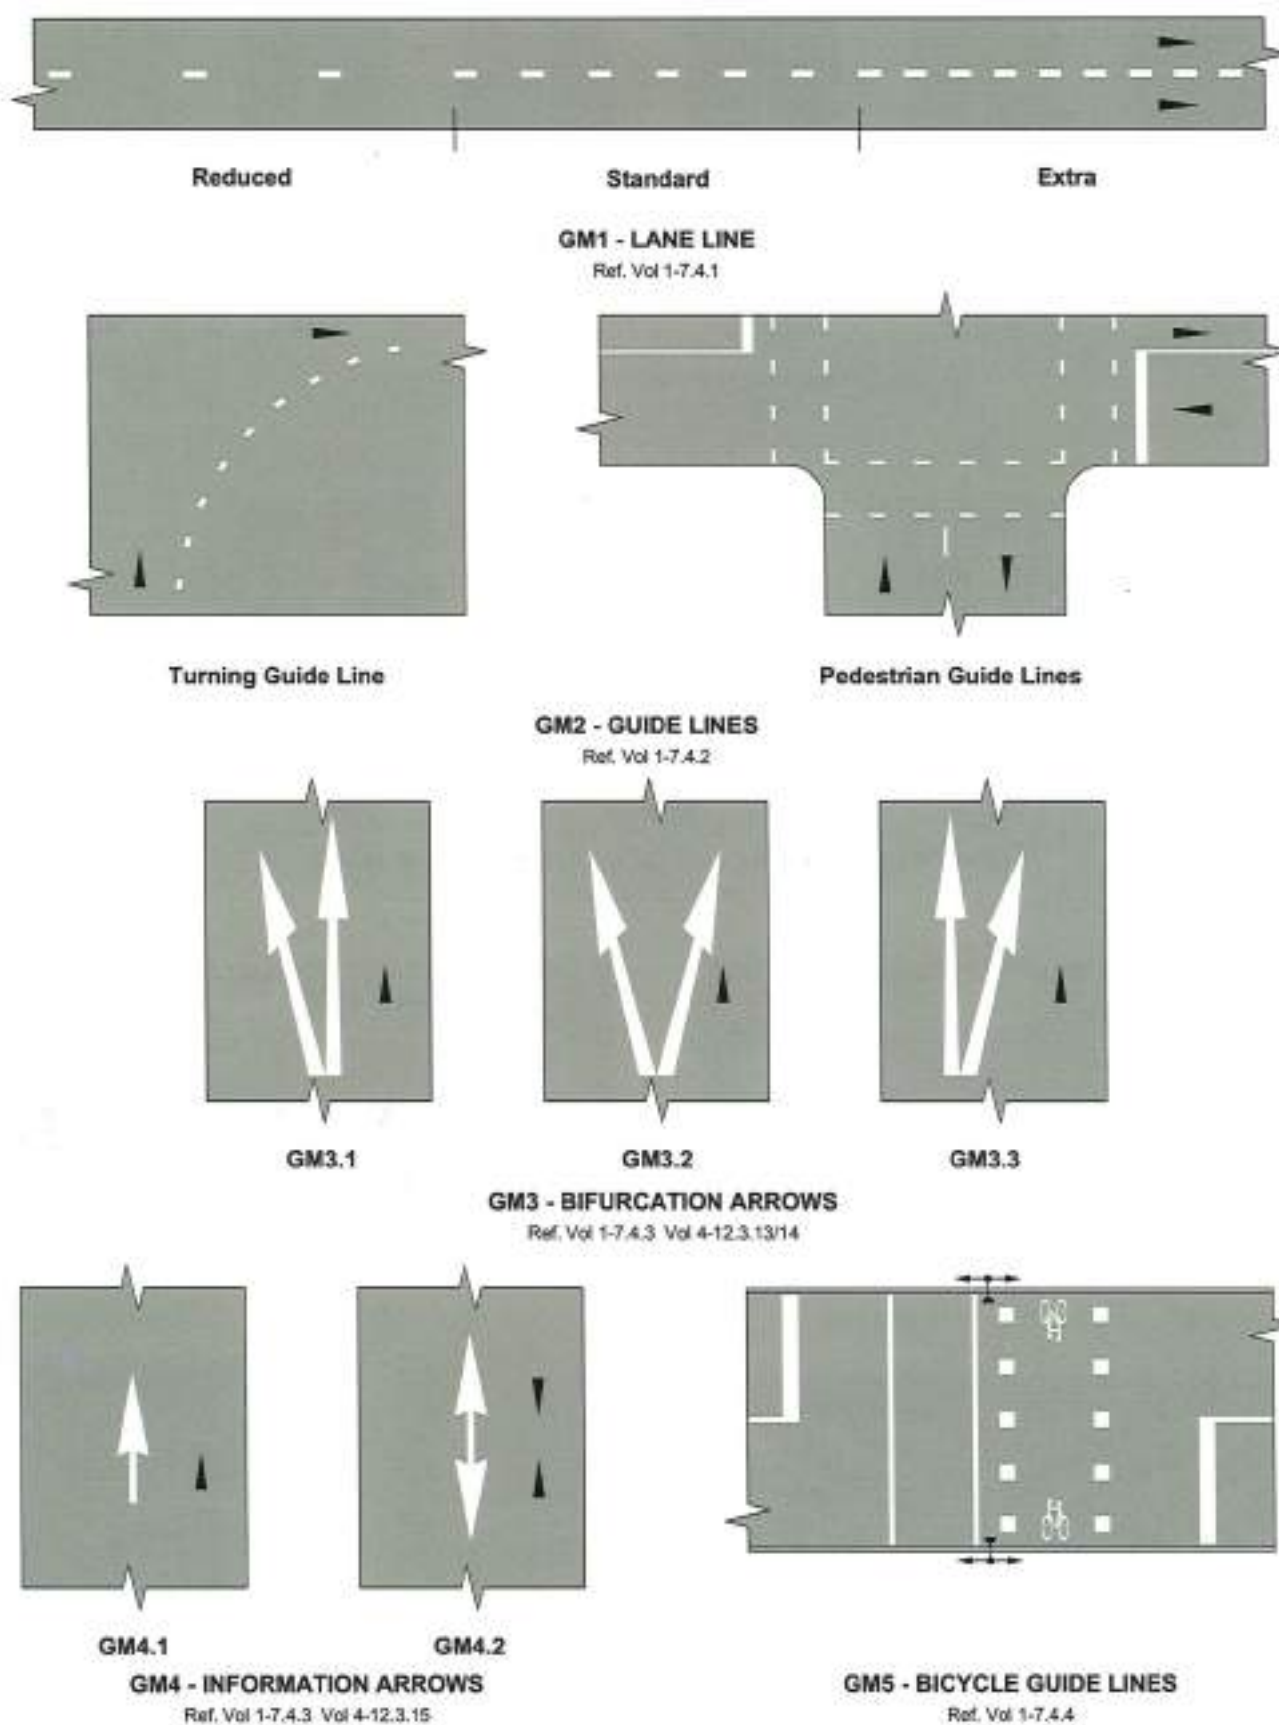 Reduced Standard Extra
GM1 - LANE LINE
Ref. Vol 1-7.4.1
Turning Guide Line Pedestrian Guide Lines
GM2 - GUIDE LINES
Ref. Vol 1-7.4.2
GM3.1 GM3.2 GM3.3
GM3 - BIFURCATION ARROWS
Ref. Vol 1-7.4.3 Vol 4-12.3.13/14
GM4.1 GM4.2
GM4 - INFORMATION ARROWS
Ref. Vol 1-7.4.3 Vol 4-12.3.15
GM5 - BICYCLE GUIDE LINES
Ref. Vol 1-7.4.4